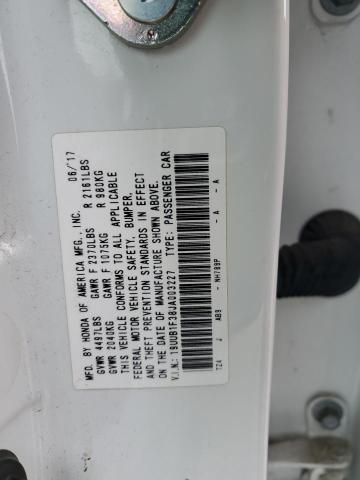 MFD. BY HONDA OF AMERICA MFG., INC. 06/17
GVWR 4497LBS GAWR F 2370LBS R 2161LBS
GVWR 2040KG GAWR F 1075KG R 980KG
THIS VEHICLE CONFORMS TO ALL APPLICABLE
FEDERAL MOTOR VEHICLE SAFETY, BUMPER,
AND THEFT PREVENTION STANDARDS IN EFFECT
ON THE DATE OF MANUFACTURE SHOWN ABOVE.
V.I.N.: 19UUB1F38JA003227 TYPE: PASSENGER CAR
TZ4 J AB9 - NH788P - A - A